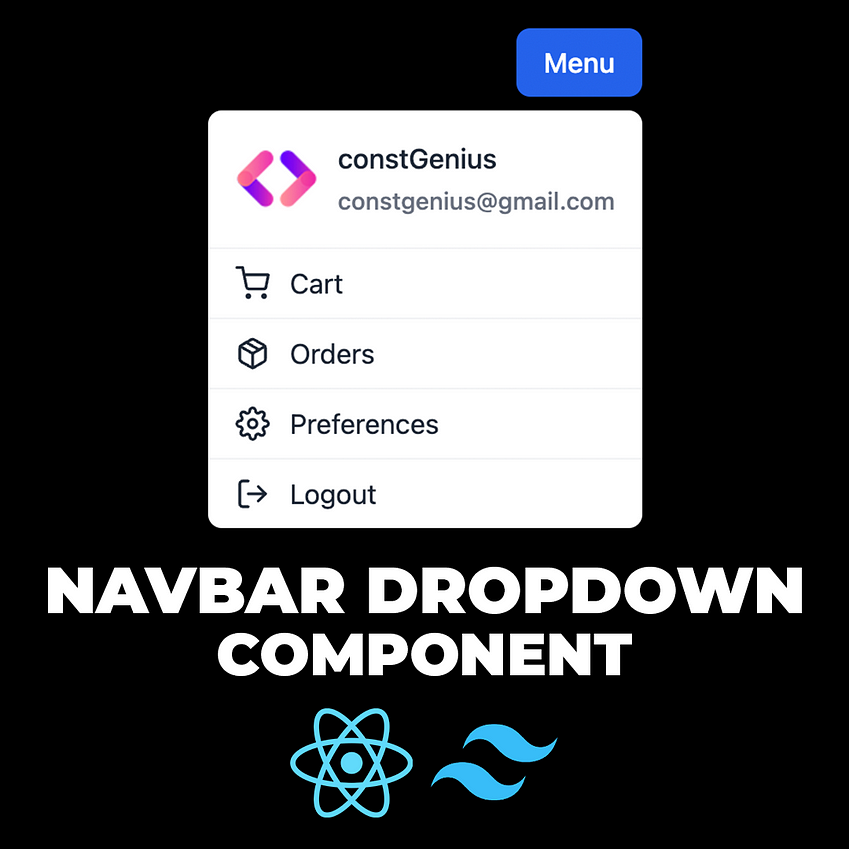 Menu
constGenius
constgenius@gmail.com
Cart
Orders
Preferences
Logout
NAVBAR DROPDOWN
COMPONENT